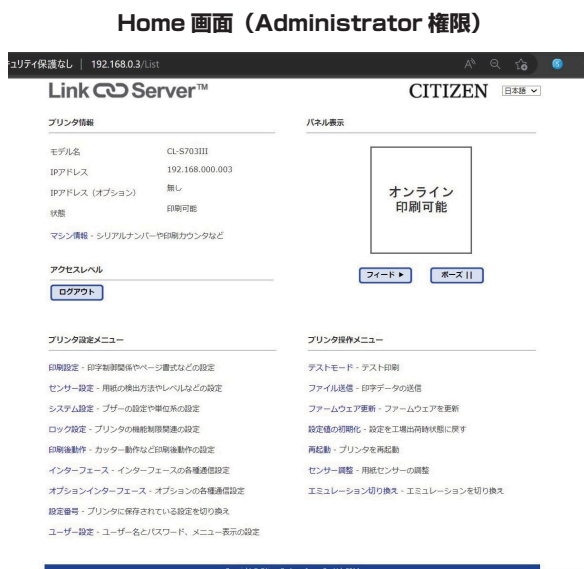 Home 画面（Administrator 権限）
キュリティ保護なし | 192.168.0.3/List
Link Server™
CITIZEN
日本語
プリンタ情報
パネル表示
モデル名 CL-S703III
IPアドレス 192.168.000.003
IPアドレス（オプション） 無し
状態 印刷可能
マシン情報 - シリアルナンバーや印刷カウンタなど
オンライン
印刷可能
アクセスレベル
ログアウト
フィード ▶
ポーズ ||
プリンタ設定メニュー
プリンタ操作メニュー
印刷設定 - 印字制御関係やページ書式などの設定
テストモード - テスト印刷
センサー設定 - 用紙の検出方法やレベルなどの設定
ファイル送信 - 印字データの送信
システム設定 - ブザーの設定や単位系の設定
ファームウェア更新 - ファームウェアを更新
ロック設定 - プリンタの機能制限関連の設定
設定値の初期化 - 設定を工場出荷時状態に戻す
印刷後動作 - カッター動作など印刷後動作の設定
再起動 - プリンタを再起動
インターフェース - インターフェースの各種通信設定
センサー調整 - 用紙センサーの調整
オプションインターフェース - オプションの各種通信設定
エミュレーション切り換え - エミュレーションを切り換え
設定番号 - プリンタに保存されている設定を切り換え
ユーザー設定 - ユーザー名とパスワード、メニュー表示の設定